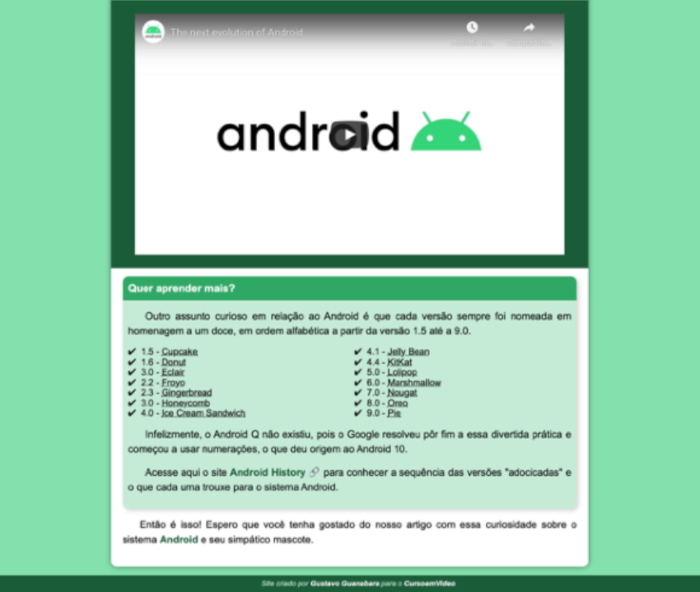 The next evolution of Android
android
Quer aprender mais?
Outro assunto curioso em relação ao Android é que cada versão sempre foi nomeada em
homenagem a um doce, em ordem alfabética a partir da versão 1.5 até a 9.0.
✔ 1.5 - Cupcake
✔ 1.6 - Donut
✔ 3.0 - Eclair
✔ 2.2 - Froyo
✔ 2.3 - Gingerbread
✔ 3.0 - Honeycomb
✔ 4.0 - Ice Cream Sandwich
✔ 4.1 - Jelly Bean
✔ 4.4 - KitKat
✔ 5.0 - Lolipop
✔ 6.0 - Marshmallow
✔ 7.0 - Nougat
✔ 8.0 - Oreo
✔ 9.0 - Pie
Infelizmente, o Android Q não existiu, pois o Google resolveu pôr fim a essa divertida prática e
começou a usar numerações, o que deu origem ao Android 10.
Acesse aqui o site Android History 🔗 para conhecer a sequência das versões "adocicadas" e
o que cada uma trouxe para o sistema Android.
Então é isso! Espero que você tenha gostado do nosso artigo com essa curiosidade sobre o
sistema Android e seu simpático mascote.
Site criado por Gustavo Guanabara para o CursoemVideo